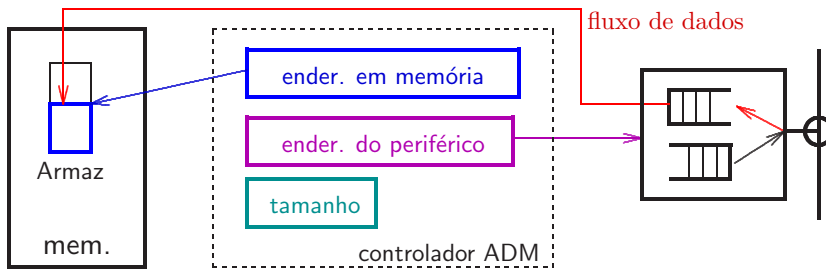 fluxo de dados
ender. em memória
ender. do periférico
Armaz
tamanho
mem.
controlador ADM